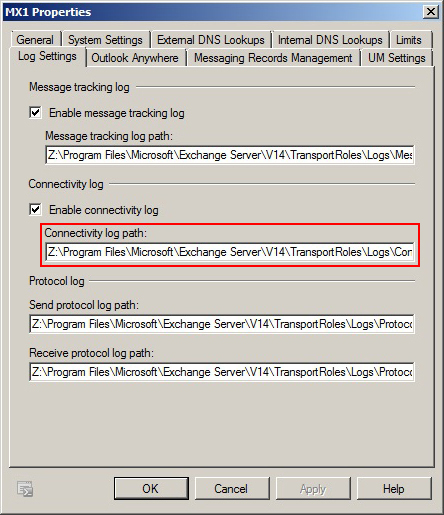 MX1 Properties
General System Settings External DNS Lookups Internal DNS Lookups Limits
Log Settings Outlook Anywhere Messaging Records Management UM Settings
Message tracking log
Enable message tracking log
Message tracking log path:
Z:\Program Files\Microsoft\Exchange Server\V14\TransportRoles\Logs\Mes
Connectivity log
Enable connectivity log
Connectivity log path:
Z:\Program Files\Microsoft\Exchange Server\V14\TransportRoles\Logs\Con
Protocol log
Send protocol log path:
Z:\Program Files\Microsoft\Exchange Server\V14\TransportRoles\Logs\Protoco
Receive protocol log path:
Z:\Program Files\Microsoft\Exchange Server\V14\TransportRoles\Logs\Protoco
OK Cancel Apply Help